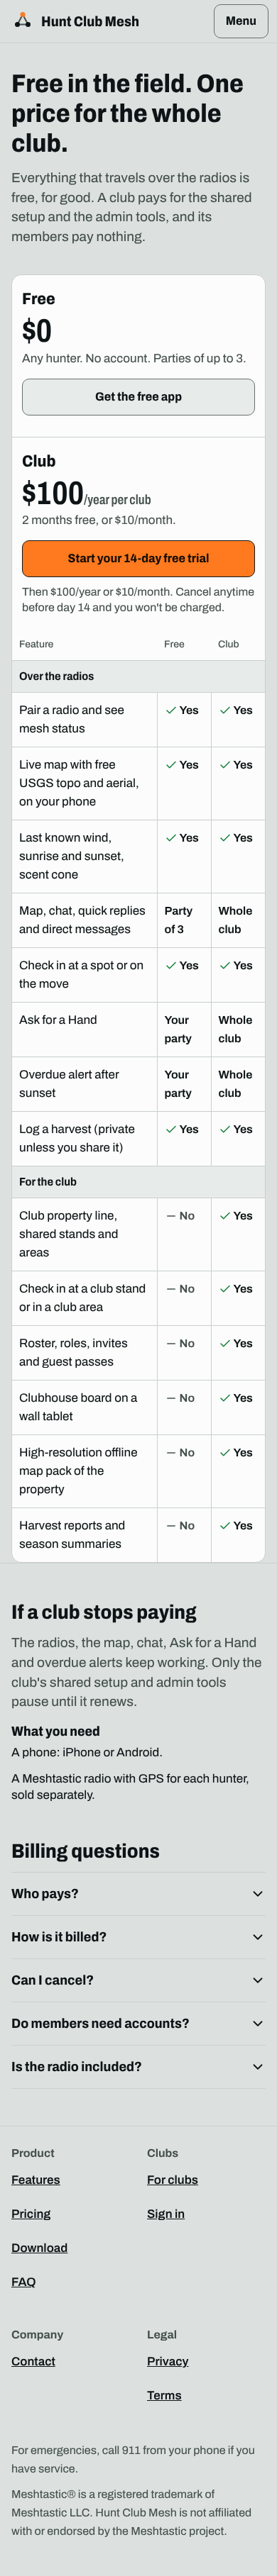 Hunt Club Mesh
Menu
Free in the field. One
price for the whole
club.
Everything that travels over the radios is
free, for good. A club pays for the shared
setup and the admin tools, and its
members pay nothing.
Free
$0
Any hunter. No account. Parties of up to 3.
Get the free app
Club
$100/year per club
2 months free, or $10/month.
Start your 14-day free trial
Then $100/year or $10/month. Cancel anytime
before day 14 and you won't be charged.
Feature Free Club
Over the radios
Pair a radio and see
mesh status
Yes Yes
Live map with free
USGS topo and aerial,
on your phone
Yes Yes
Last known wind,
sunrise and sunset,
scent cone
Yes Yes
Map, chat, quick replies
and direct messages
Party
of 3
Whole
club
Check in at a spot or on
the move
Yes Yes
Ask for a Hand
Your
party
Whole
club
Overdue alert after
sunset
Your
party
Whole
club
Log a harvest (private
unless you share it)
Yes Yes
For the club
Club property line,
shared stands and
areas
No Yes
Check in at a club stand
or in a club area
No Yes
Roster, roles, invites
and guest passes
No Yes
Clubhouse board on a
wall tablet
No Yes
High-resolution offline
map pack of the
property
No Yes
Harvest reports and
season summaries
No Yes
If a club stops paying
The radios, the map, chat, Ask for a Hand
and overdue alerts keep working. Only the
club's shared setup and admin tools
pause until it renews.
What you need
A phone: iPhone or Android.
A Meshtastic radio with GPS for each hunter,
sold separately.
Billing questions
Who pays?
How is it billed?
Can I cancel?
Do members need accounts?
Is the radio included?
Product
Features
Pricing
Download
FAQ
Clubs
For clubs
Sign in
Company
Contact
Legal
Privacy
Terms
For emergencies, call 911 from your phone if you
have service.
Meshtastic® is a registered trademark of
Meshtastic LLC. Hunt Club Mesh is not affiliated
with or endorsed by the Meshtastic project.